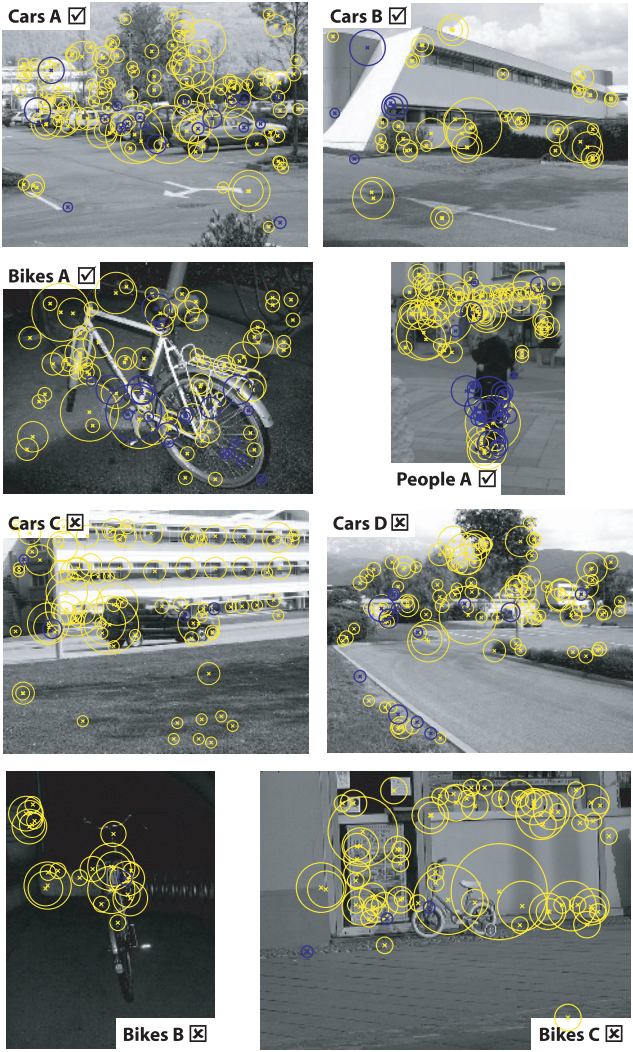 Cars A ☑
Cars B ☑
Bikes A ☑
People A ☑
Cars C ☒
Cars D ☒
Bikes B ☒
Bikes C ☒